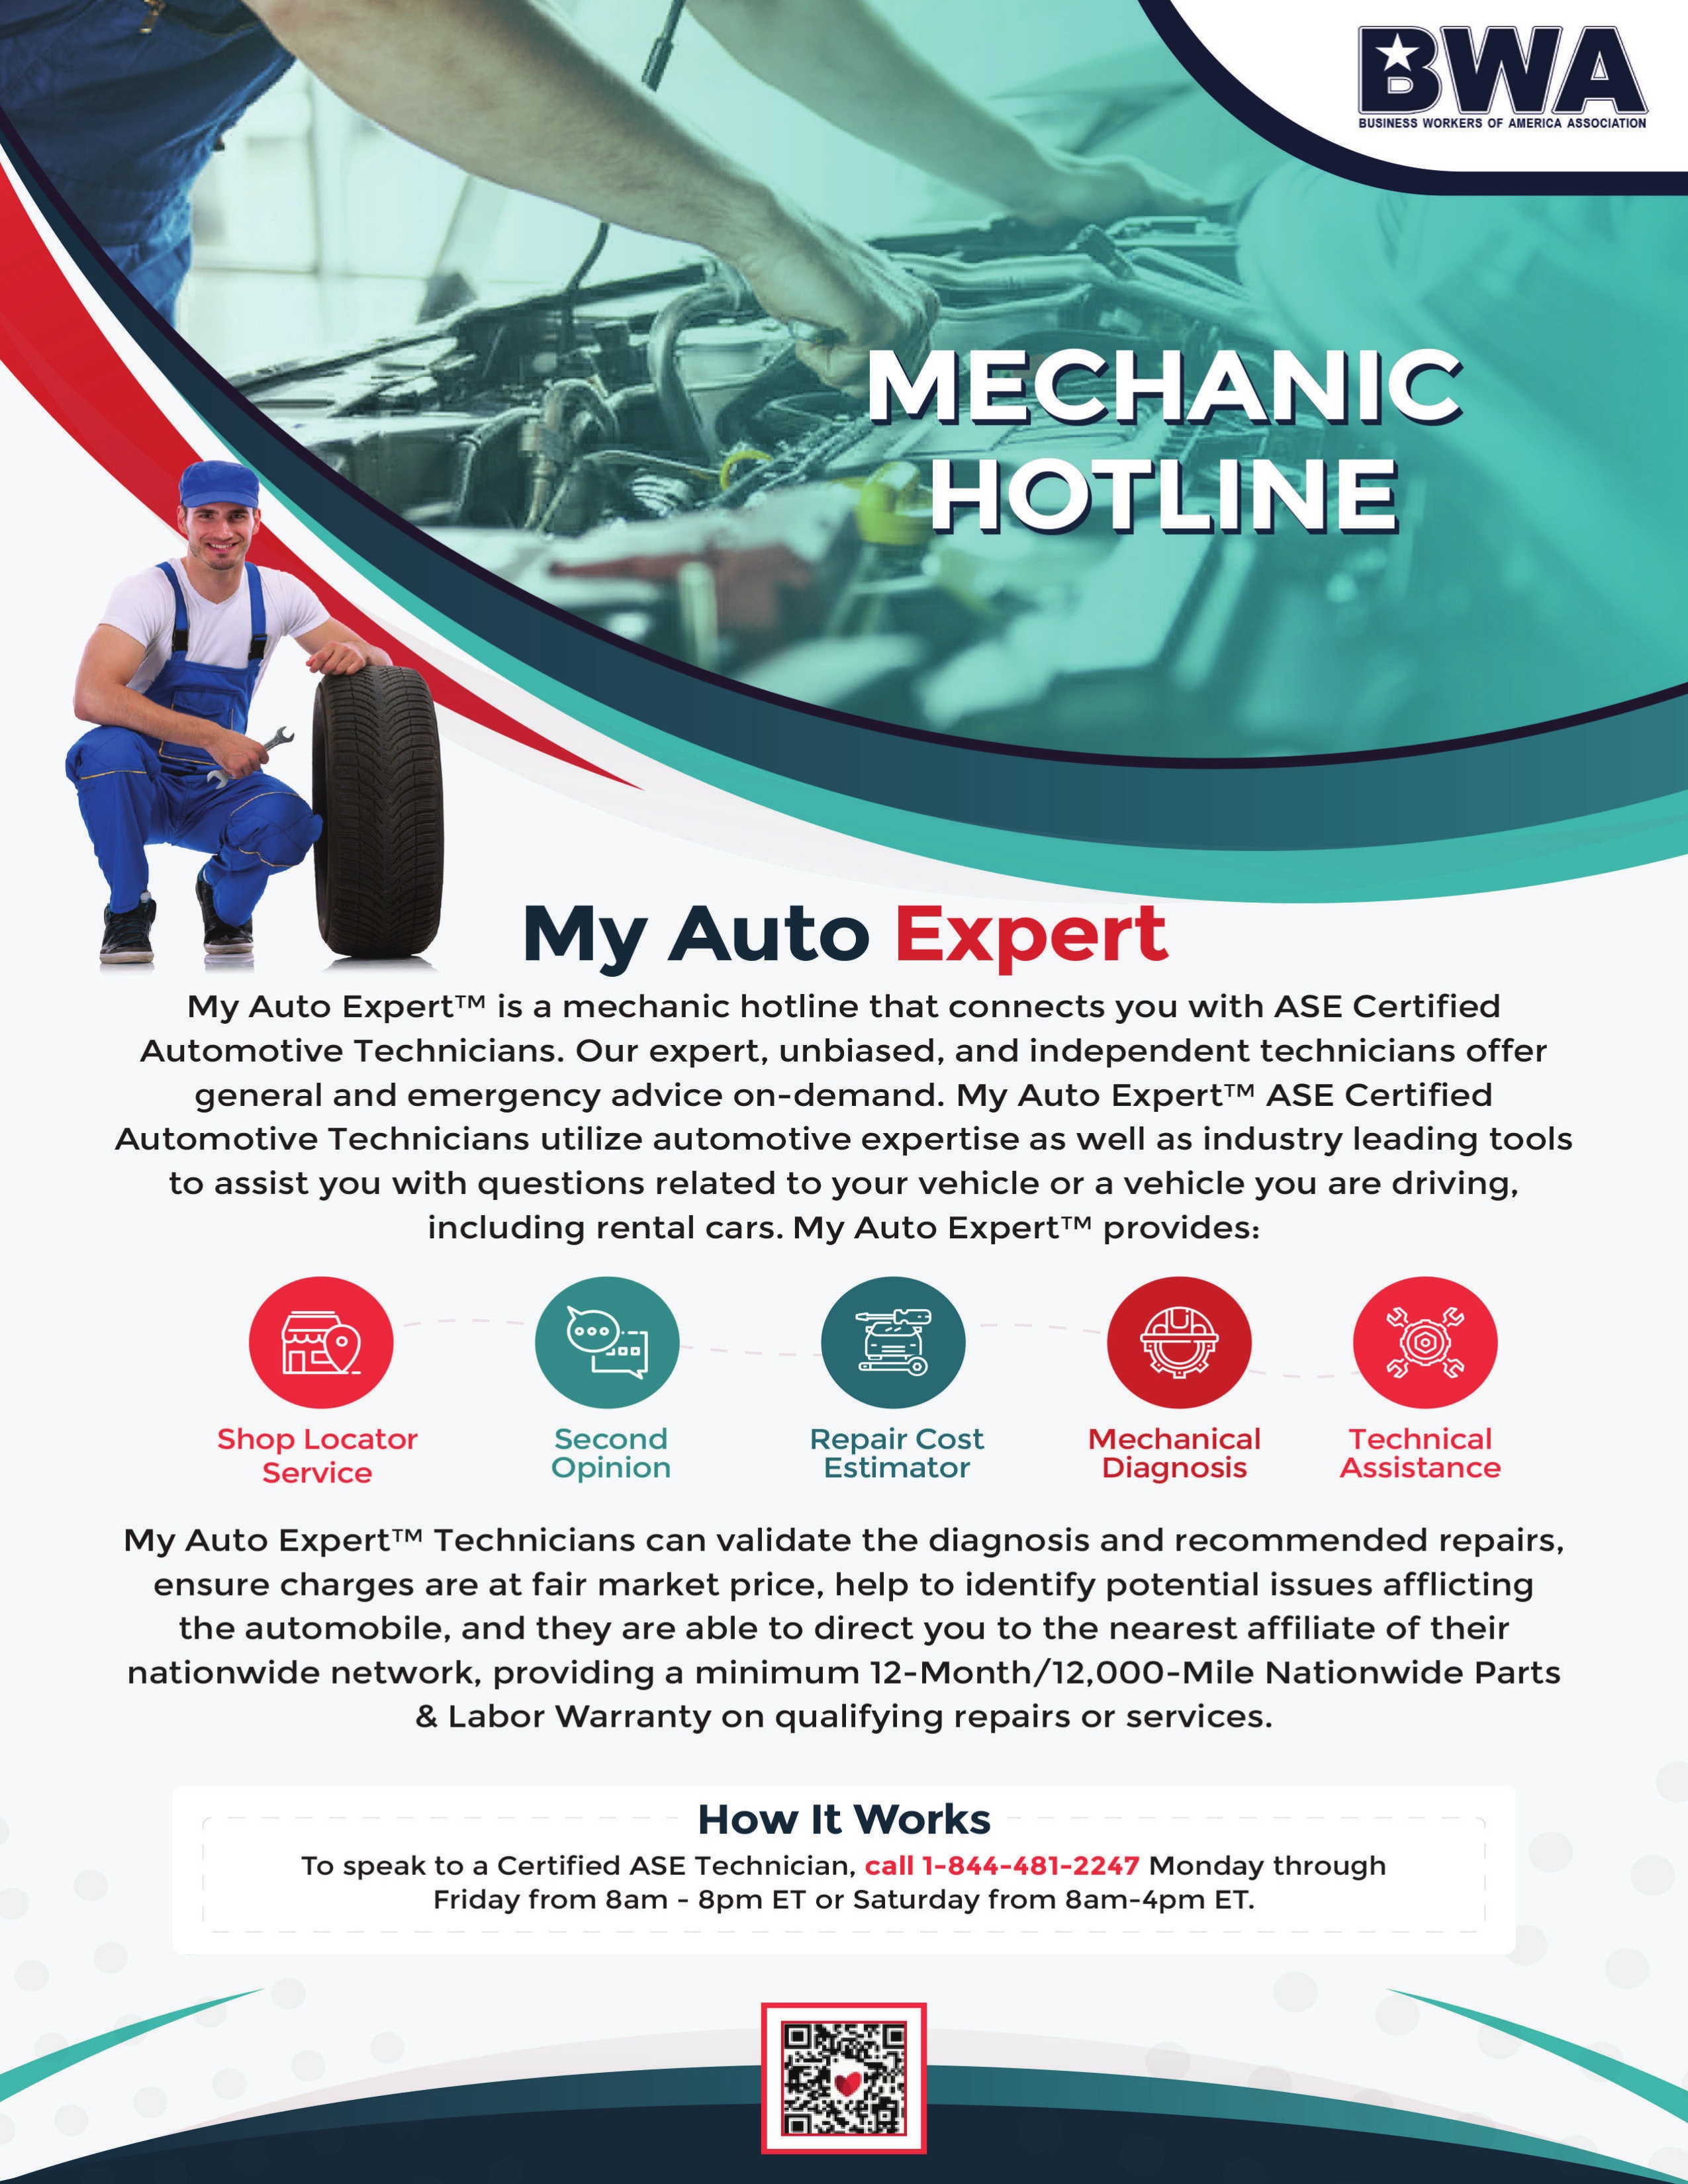 BWA
BUSINESS WORKERS OF AMERICA ASSOCIATION
MECHANIC
HOTLINE
My Auto Expert
My Auto Expert™ is a mechanic hotline that connects you with ASE Certified
Automotive Technicians. Our expert, unbiased, and independent technicians offer
general and emergency advice on-demand. My Auto Expert™ ASE Certified
Automotive Technicians utilize automotive expertise as well as industry leading tools
to assist you with questions related to your vehicle or a vehicle you are driving,
including rental cars. My Auto Expert™ provides:
Shop Locator
Service
Second
Opinion
Repair Cost
Estimator
Mechanical
Diagnosis
Technical
Assistance
My Auto Expert™ Technicians can validate the diagnosis and recommended repairs,
ensure charges are at fair market price, help to identify potential issues afflicting
the automobile, and they are able to direct you to the nearest affiliate of their
nationwide network, providing a minimum 12-Month/12,000-Mile Nationwide Parts
& Labor Warranty on qualifying repairs or services.
How It Works
To speak to a Certified ASE Technician, call 1-844-481-2247 Monday through
Friday from 8am - 8pm ET or Saturday from 8am-4pm ET.